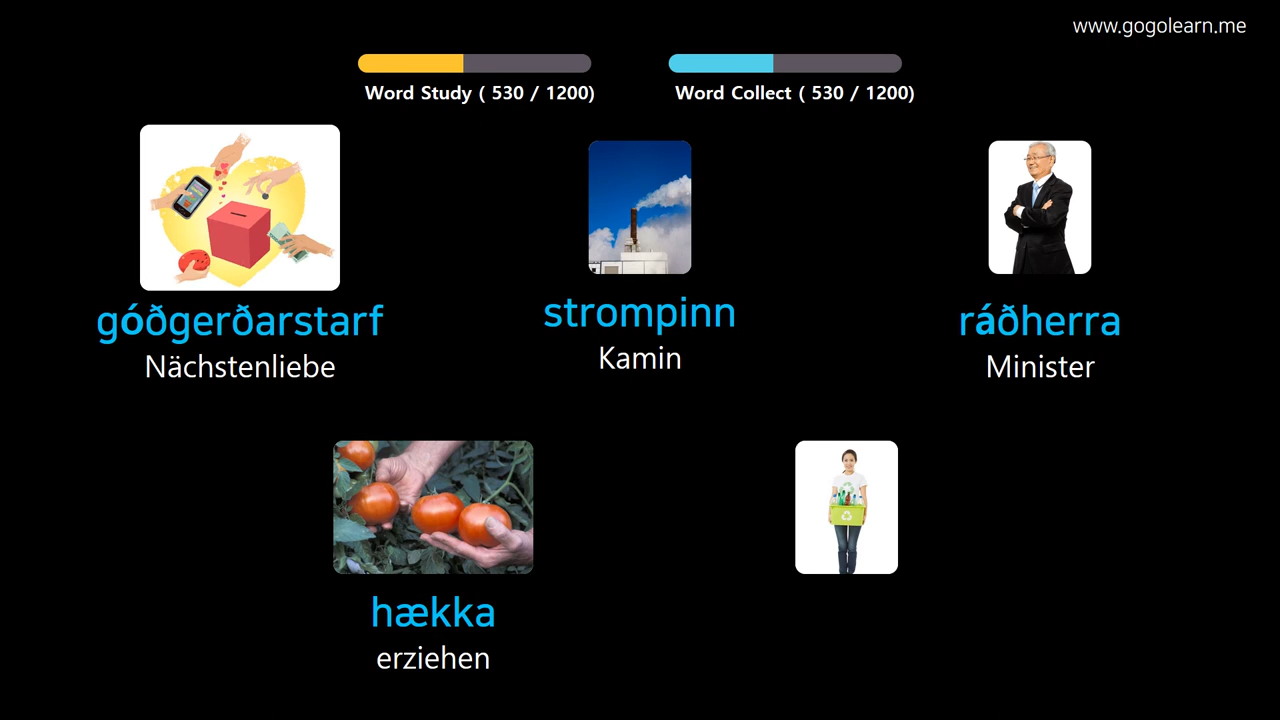 www.gogolearn.me
Word Study ( 530 / 1200)
Word Collect ( 530 / 1200)
góðgerðarstarf
Nächstenliebe
strompinn
Kamin
ráðherra
Minister
hækka
erziehen